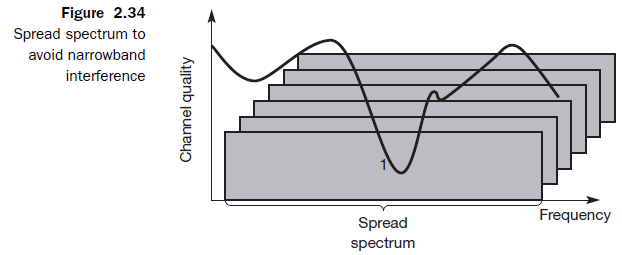 Figure 2.34
Spread spectrum to
avoid narrowband
interference
Channel quality
1
Spread
spectrum
Frequency